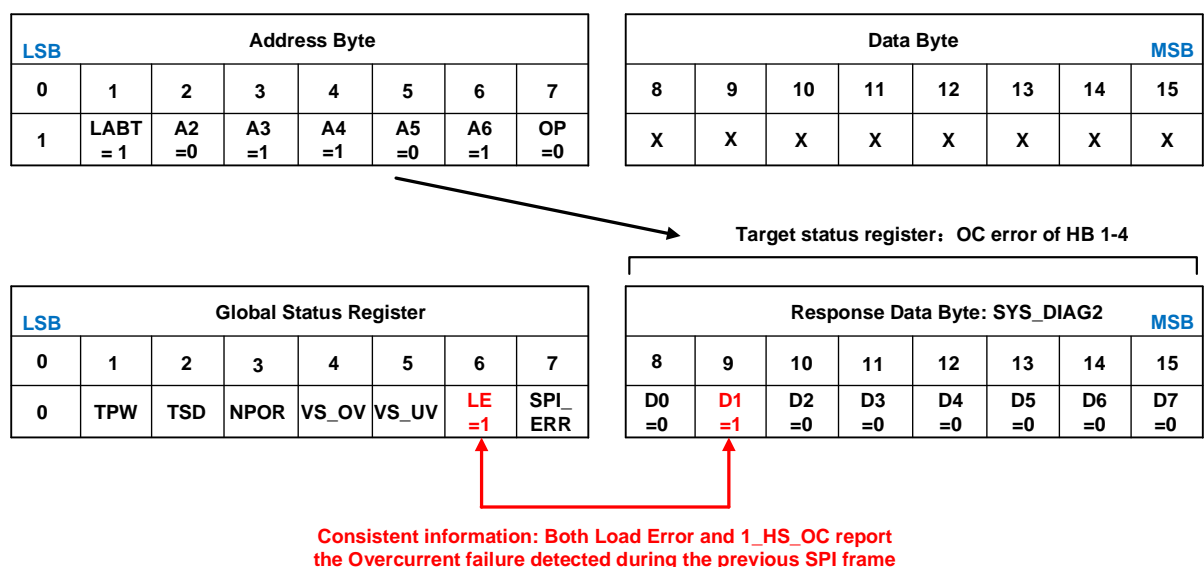 LSB Address Byte
0 1 2 3 4 5 6 7
1 LABT = 1 A2 =0 A3 =1 A4 =1 A5 =0 A6 =1 OP =0
Data Byte MSB
8 9 10 11 12 13 14 15
X X X X X X X X
Target status register：OC error of HB 1-4
LSB Global Status Register
0 1 2 3 4 5 6 7
0 TPW TSD NPOR VS_OV VS_UV LE =1 SPI_ ERR
Response Data Byte: SYS_DIAG2 MSB
8 9 10 11 12 13 14 15
D0 =0 D1 =1 D2 =0 D3 =0 D4 =0 D5 =0 D6 =0 D7 =0
Consistent information: Both Load Error and 1_HS_OC report
the Overcurrent failure detected during the previous SPI frame